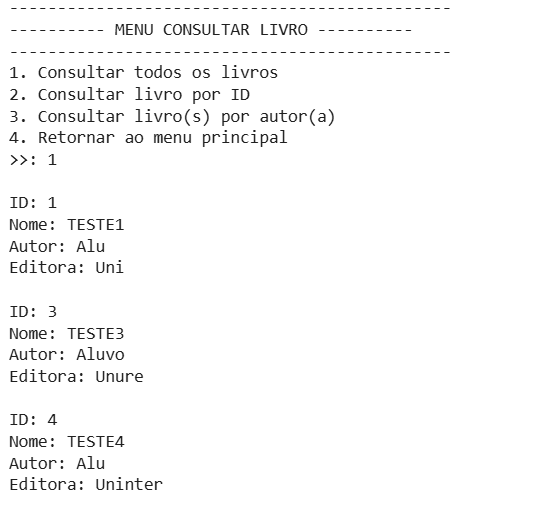 ----------------------------------------------
---------- MENU CONSULTAR LIVRO ----------
----------------------------------------------
1. Consultar todos os livros
2. Consultar livro por ID
3. Consultar livro(s) por autor(a)
4. Retornar ao menu principal
>>: 1
ID: 1
Nome: TESTE1
Autor: Alu
Editora: Uni
ID: 3
Nome: TESTE3
Autor: Aluvo
Editora: Unure
ID: 4
Nome: TESTE4
Autor: Alu
Editora: Uninter